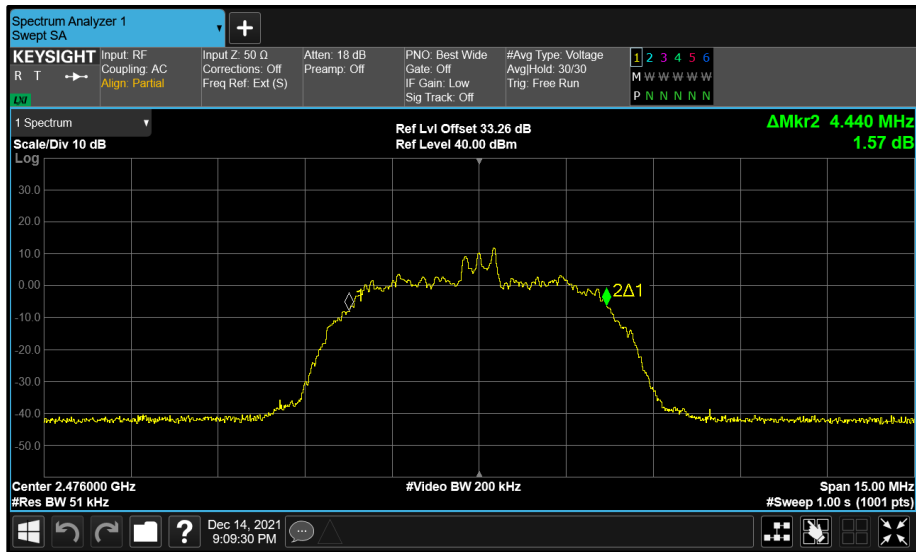 Spectrum Analyzer 1
Swept SA
+
KEYSIGHT
R T
LXI
Input: RF
Coupling: AC
Align: Partial
Input Z: 50 Ω
Corrections: Off
Freq Ref: Ext (S)
Atten: 18 dB
Preamp: Off
PNO: Best Wide
Gate: Off
IF Gain: Low
Sig Track: Off
#Avg Type: Voltage
Avg|Hold: 30/30
Trig: Free Run
1 2 3 4 5 6
M W W W W W
P N N N N N
1 Spectrum
Scale/Div 10 dB
Ref Lvl Offset 33.26 dB
Ref Level 40.00 dBm
ΔMkr2 4.440 MHz
1.57 dB
Log
30.0
20.0
10.0
0.00
-10.0
-20.0
-30.0
-40.0
-50.0
1
2Δ1
Center 2.476000 GHz
#Res BW 51 kHz
#Video BW 200 kHz
Span 15.00 MHz
#Sweep 1.00 s (1001 pts)
?
Dec 14, 2021
9:09:30 PM